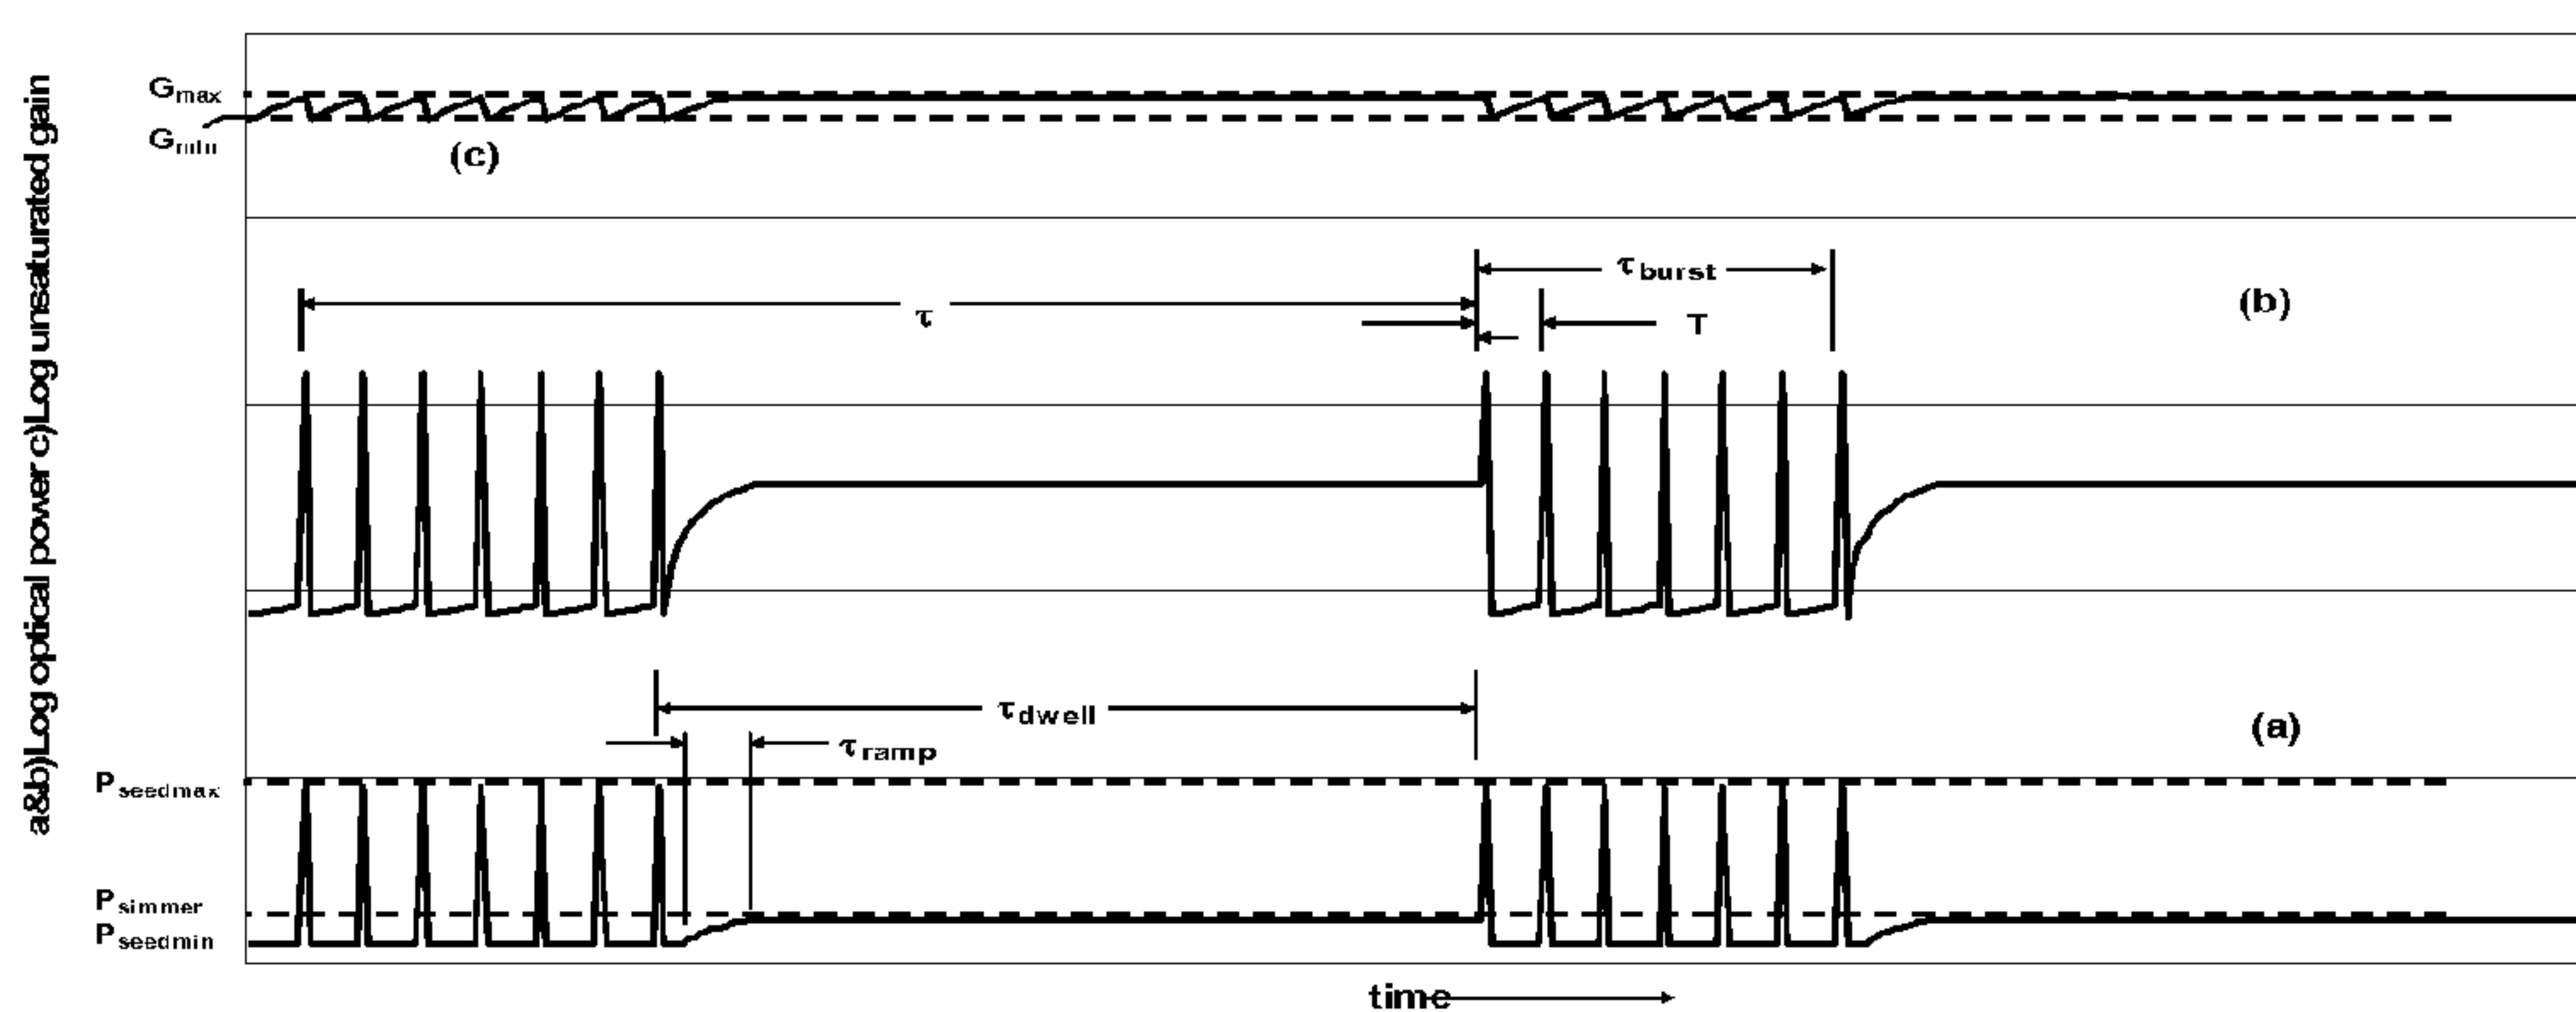 a&b)Log optical power c)Log unsaturated gain
Gmax
Gmin
(c)
τburst
(b)
τ
T
τdwell
(a)
τramp
Pseedmax
Psimmer
Pseedmin
time